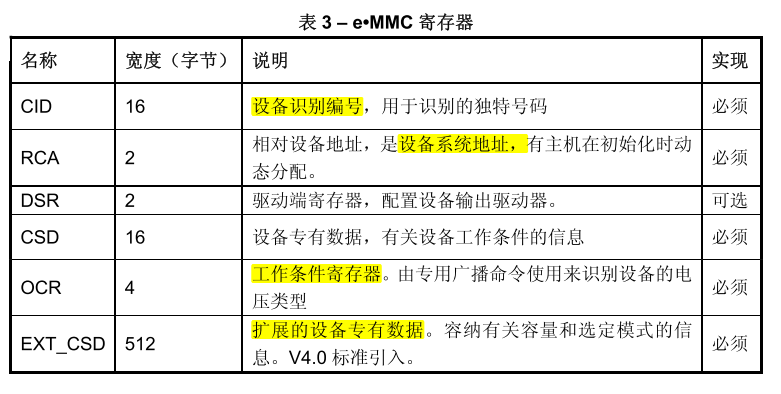 表 3 – e•MMC 寄存器
名称 宽度（字节） 说明 实现
CID 16 设备识别编号，用于识别的独特号码 必须
RCA 2 相对设备地址，是设备系统地址，有主机在初始化时动
态分配。 必须
DSR 2 驱动端寄存器，配置设备输出驱动器。 可选
CSD 16 设备专有数据，有关设备工作条件的信息 必须
OCR 4 工作条件寄存器。由专用广播命令使用来识别设备的电
压类型 必须
EXT_CSD 512 扩展的设备专有数据。容纳有关容量和选定模式的信
息。V4.0 标准引入。 必须